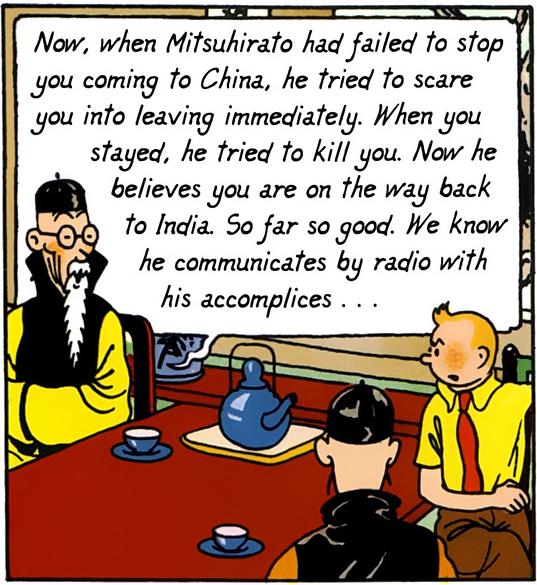 Now, when Mitsuhirato had failed to stop
you coming to China, he tried to scare
you into leaving immediately. When you
stayed, he tried to kill you. Now he
believes you are on the way back
to India. So far so good. We know
he communicates by radio with
his accomplices . . .